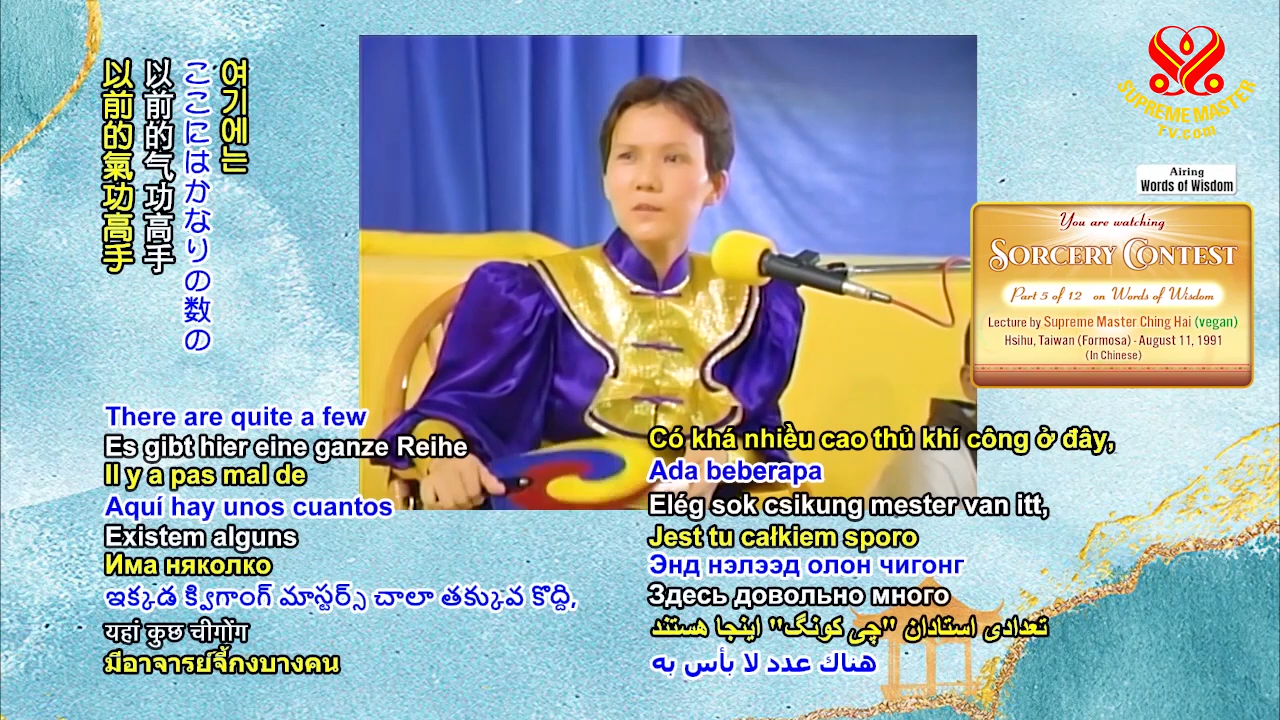 以前的氣功高手
以前的气功高手
ここにはかなりの数の
여기에는
There are quite a few
Es gibt hier eine ganze Reihe
Il y a pas mal de
Aquí hay unos cuantos
Existem alguns
Има няколко
ఇక్కడ క్విగాంగ్ మాస్టర్స్ చాలా తక్కువ కొద్ది,
यहां कुछ चीगोंग
มีอาจารย์จี้กงบางคน
Có khá nhiều cao thủ khí công ở đây,
Ada beberapa
Elég sok csikung mester van itt,
Jest tu całkiem sporo
Энд нэлээд олон чигонг
Здесь довольно много
تعدادی استادان "چی کونگ" اینجا هستند
هناك عدد لا بأس به
SUPREME MASTER
TV.com
Airing
Words of Wisdom
You are watching
SORCERY CONTEST
Part 5 of 12 on Words of Wisdom
Lecture by Supreme Master Ching Hai (vegan)
Hsihu, Taiwan (Formosa) - August 11, 1991
(In Chinese)